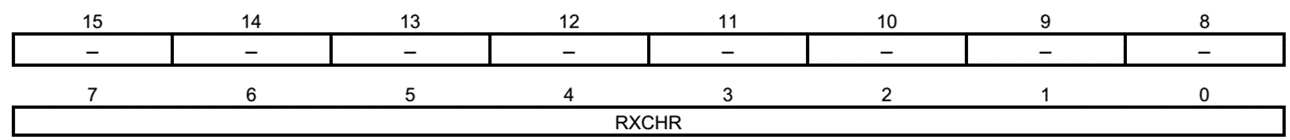 15 14 13 12 11 10 9 8
– – – – – – – –
7 6 5 4 3 2 1 0
RXCHR